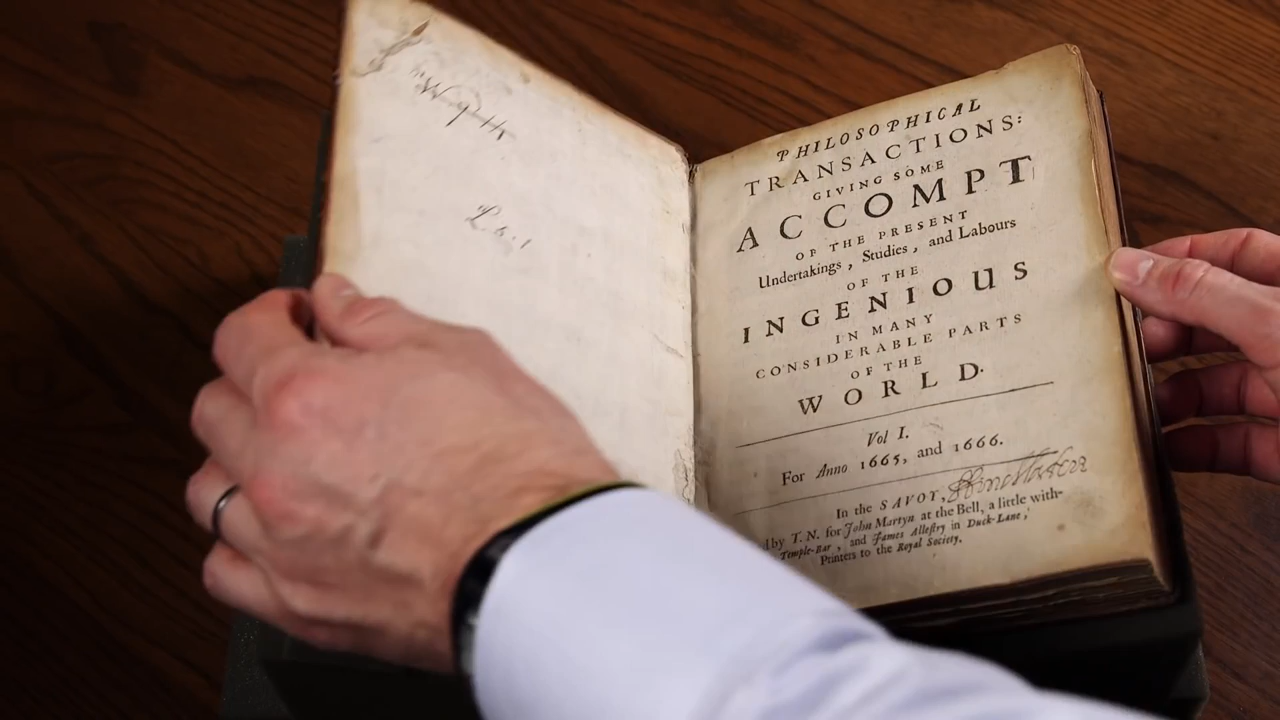 PHILOSOPHICAL
TRANSACTIONS:
GIVING SOME
ACCOMPT
OF THE PRESENT
Undertakings, Studies, and Labours
OF THE
INGENIOUS
IN MANY
CONSIDERABLE PARTS
OF THE
WORLD.
Vol I.
For Anno 1665, and 1666.
In the SAVOY,
by T. N. for John Martyn at the Bell, a little with-
Temple-Bar, and James Allestry in Duck-Lane,
Printers to the Royal Society.